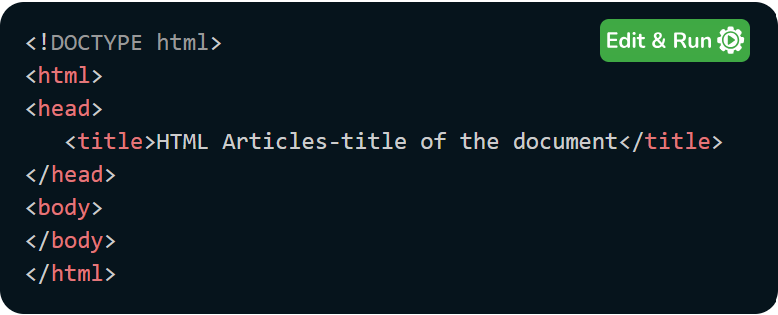 <!DOCTYPE html>
Edit & Run
<html>
<head>
   <title>HTML Articles-title of the document</title>
</head>
<body>
</body>
</html>